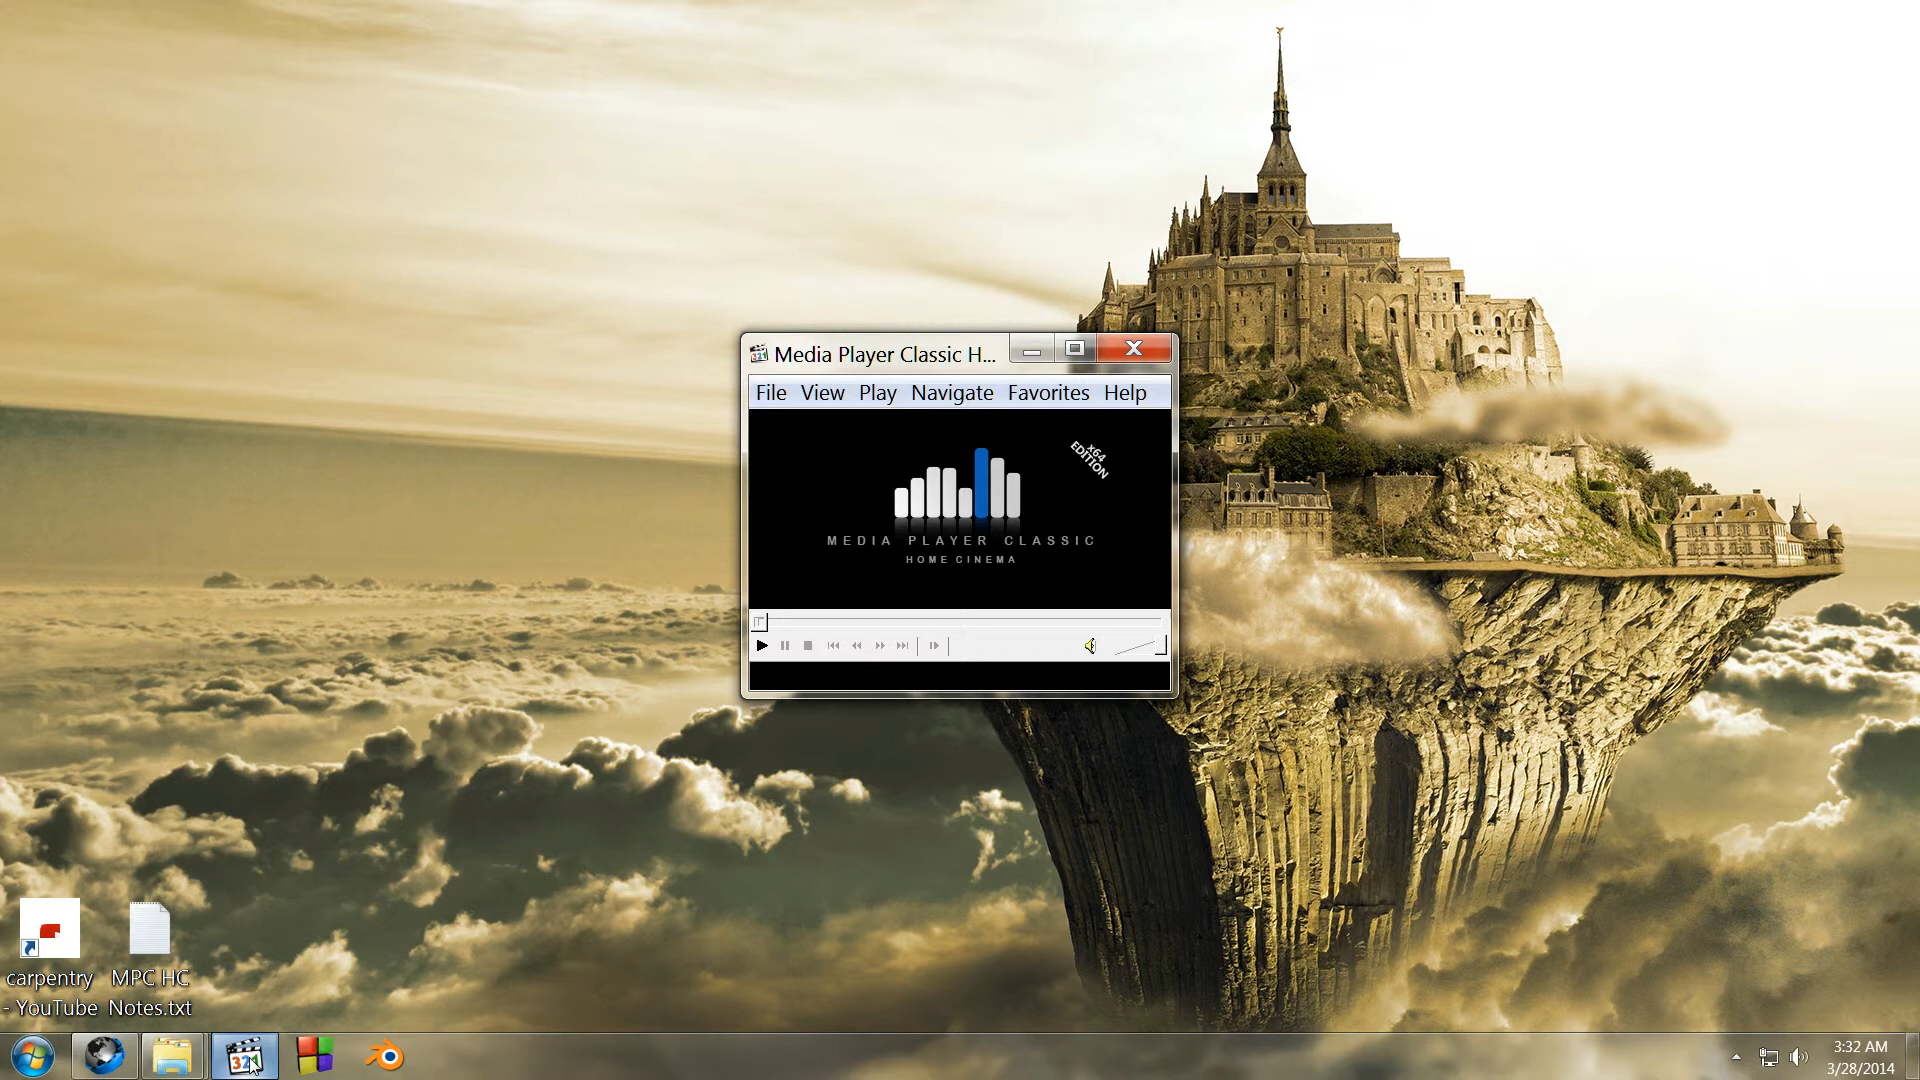 Media Player Classic H...
File View Play Navigate Favorites Help
x64
EDITION
MEDIA PLAYER CLASSIC
HOME CINEMA
carpentry
- YouTube
MPC HC
Notes.txt
321
3:32 AM
3/28/2014